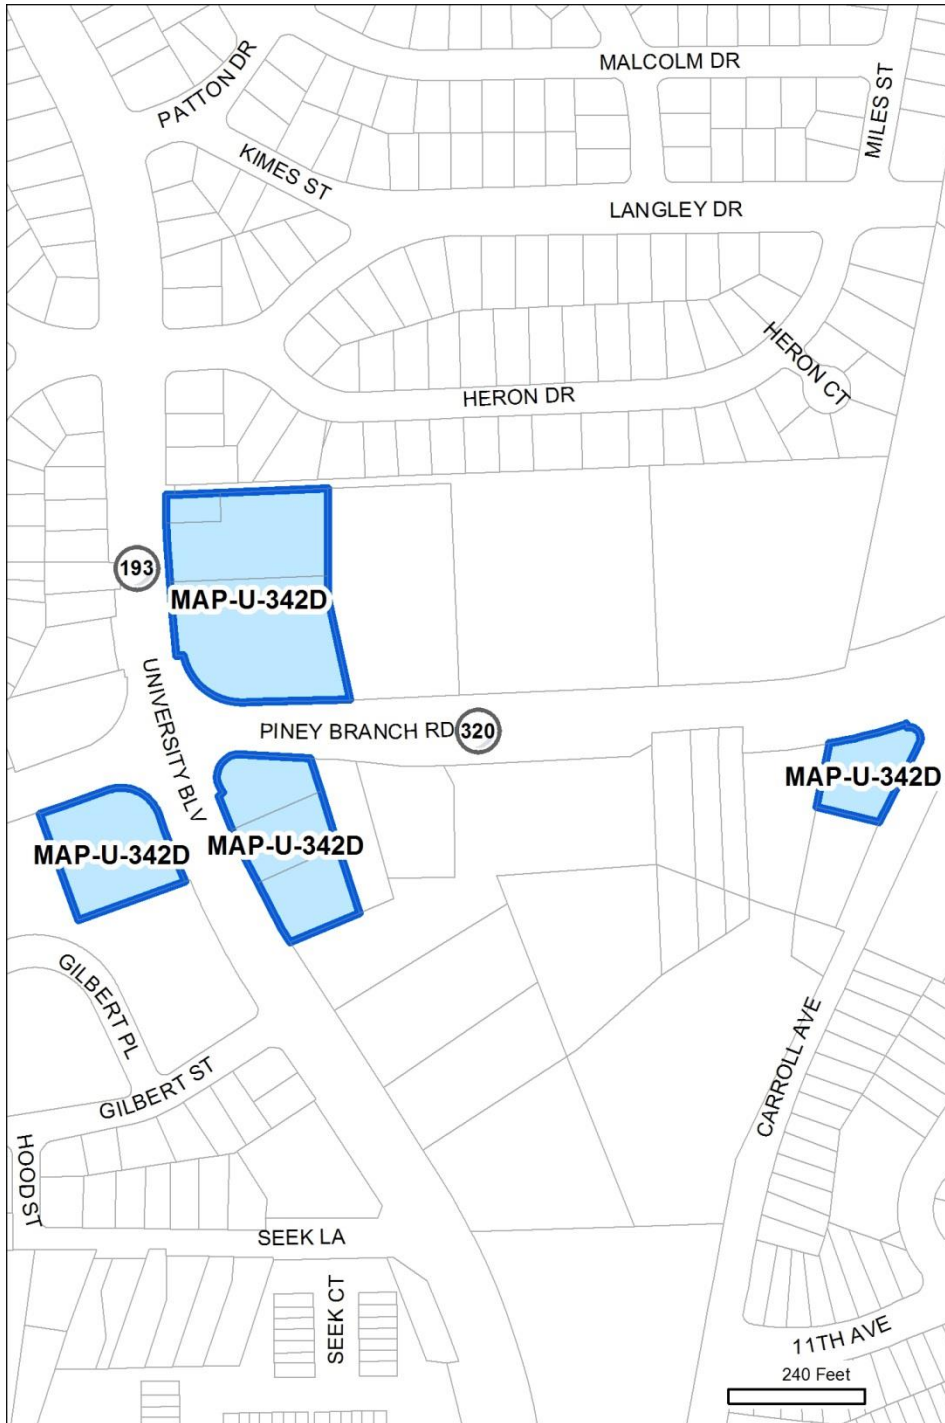 MALCOLM DR
PATTON DR
MILES ST
KIMES ST
LANGLEY DR
HERON CT
HERON DR
193
MAP-U-342D
UNIVERSITY BLV
PINEY BRANCH RD
320
MAP-U-342D
MAP-U-342D
MAP-U-342D
GILBERT PL
CARROLL AVE
GILBERT ST
HOOD ST
SEEK LA
SEEK CT
11TH AVE
240 Feet